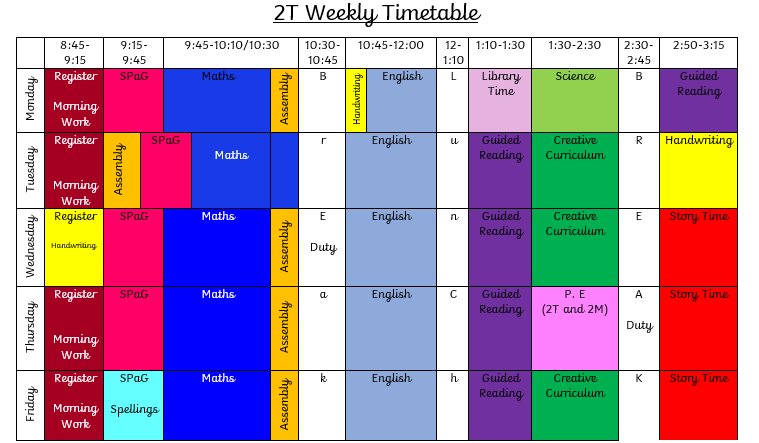 2T Weekly Timetable
8:45- 9:15- 9:45-10:10/10:30 10:30- 10:45-12:00 12- 1:10-1:30 1:30-2:30 2:30- 2:50-3:15
9:15 9:45 10:45 1:10 2:45
Monday Register SPaG Maths Assembly B Handwriting English L Library Science B Guided
Time Reading
Morning
Work
Tuesday Register Assembly SPaG Maths r English u Guided Creative R Handwriting
Reading Curriculum
Morning
Work
Wednesday Register SPaG Maths Assembly E English n Guided Creative E Story Time
Reading Curriculum
Handwriting Duty
Thursday Register SPaG Maths Assembly a English C Guided P. E A Story Time
Reading (2T and 2M)
Morning Duty
Work
Friday Register SPaG Maths Assembly k English h Guided Creative K Story Time
Reading Curriculum
Morning Spellings
Work